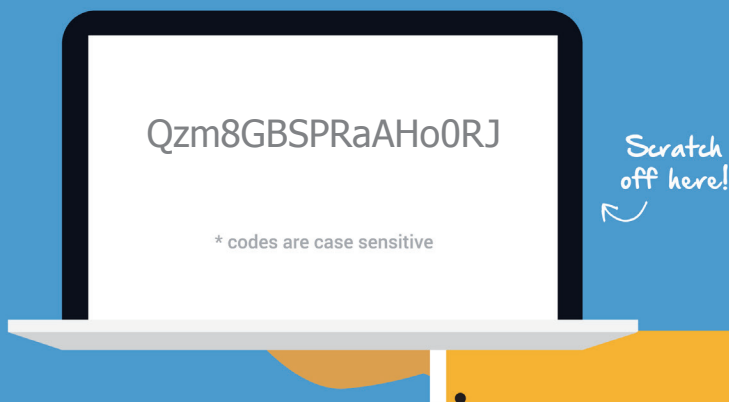 Qzm8GBSPRaAHo0RJ
* codes are case sensitive
Scratch
off here!